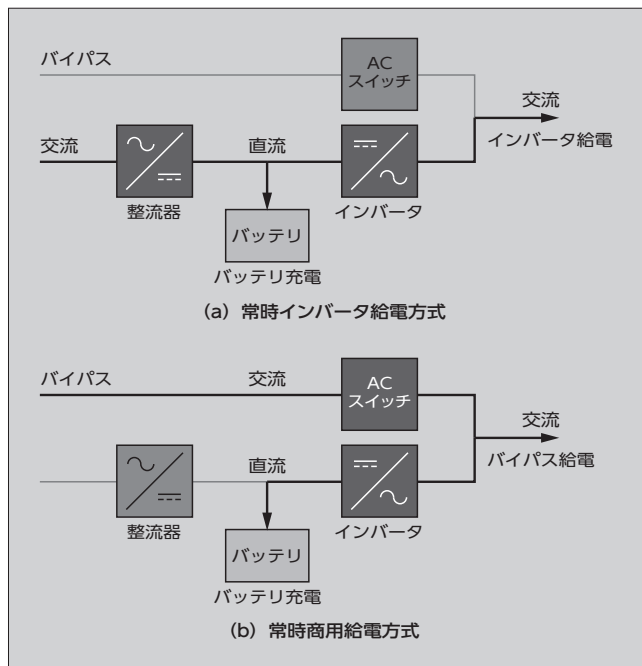 バイパス
AC
スイッチ
交流
インバータ給電
交流
直流
整流器
インバータ
バッテリ
バッテリ充電
(a) 常時インバータ給電方式
バイパス
交流
AC
スイッチ
交流
バイパス給電
直流
整流器
インバータ
バッテリ
バッテリ充電
(b) 常時商用給電方式